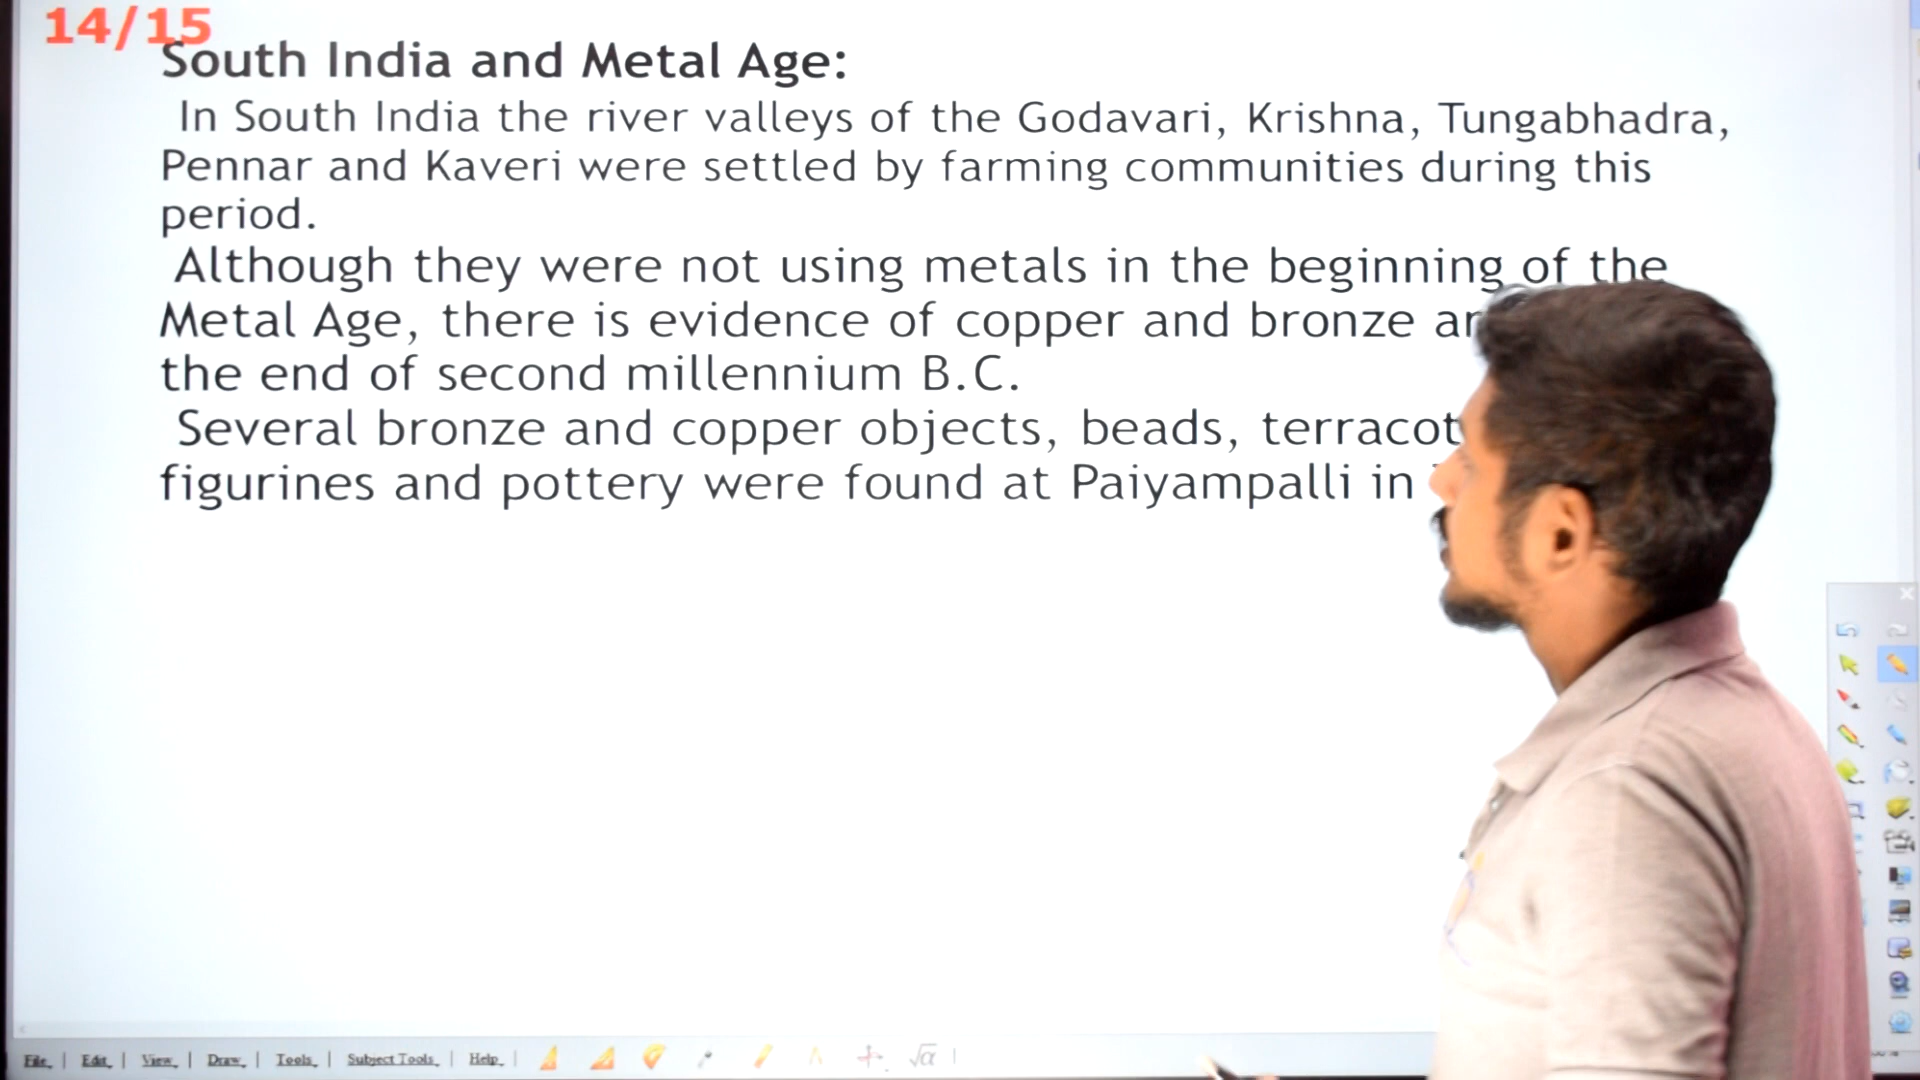 14/15
South India and Metal Age:
In South India the river valleys of the Godavari, Krishna, Tungabhadra,
Pennar and Kaveri were settled by farming communities during this
period.
Although they were not using metals in the beginning of the
Metal Age, there is evidence of copper and bronze
the end of second millennium B.C.
Several bronze and copper objects, beads,
figurines and pottery were found at Paiyampalli in
File | Edit | View | Draw | Tools | Subject Tools | Help |